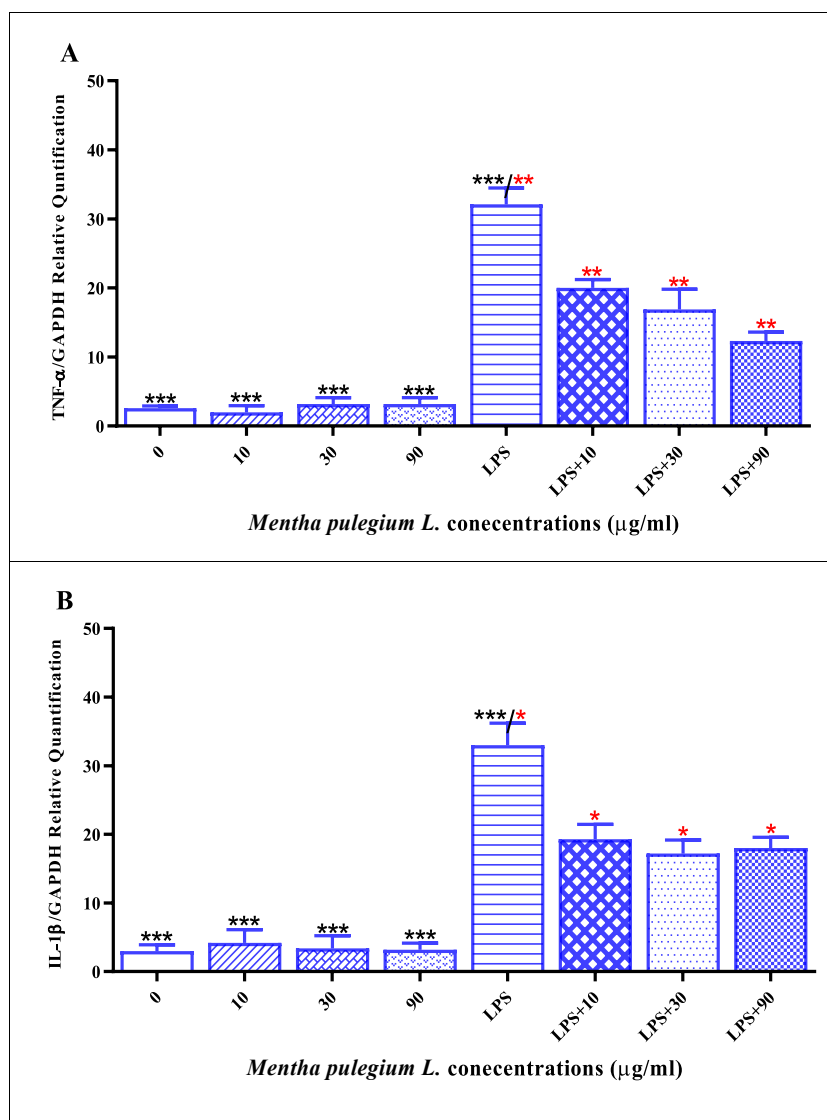 A
TNF-α/GAPDH Relative Quntification
50
40
30
20
10
0
***/**
**
**
**
***
***
***
***
0
10
30
90
LPS
LPS+10
LPS+30
LPS+90
Mentha pulegium L. conecentrations (μg/ml)
B
IL-1β/GAPDH Relative Quantification
50
40
30
20
10
0
***/*
*
*
*
***
***
***
***
0
10
30
90
LPS
LPS+10
LPS+30
LPS+90
Mentha pulegium L. conecentrations (μg/ml)